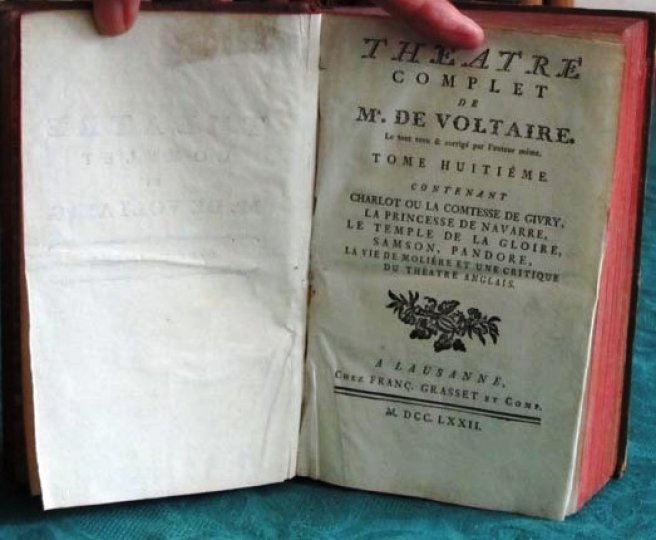 THEATRE
COMPLET
DE
Mr. DE VOLTAIRE.
Le tout revu & corrigé par l'auteur même.
TOME HUITIÉME.
CONTENANT
CHARLOT OU LA COMTESSE DE GIVRY,
LA PRINCESSE DE NAVARRE,
LE TEMPLE DE LA GLOIRE,
SAMSON, PANDORE,
LA VIE DE MOLIÈRE ET UNE CRITIQUE
DU THÉATRE ANGLAIS.
A LAUSANNE,
CHEZ FRANÇ. GRASSET ET COMP.
M. DCC. LXXII.